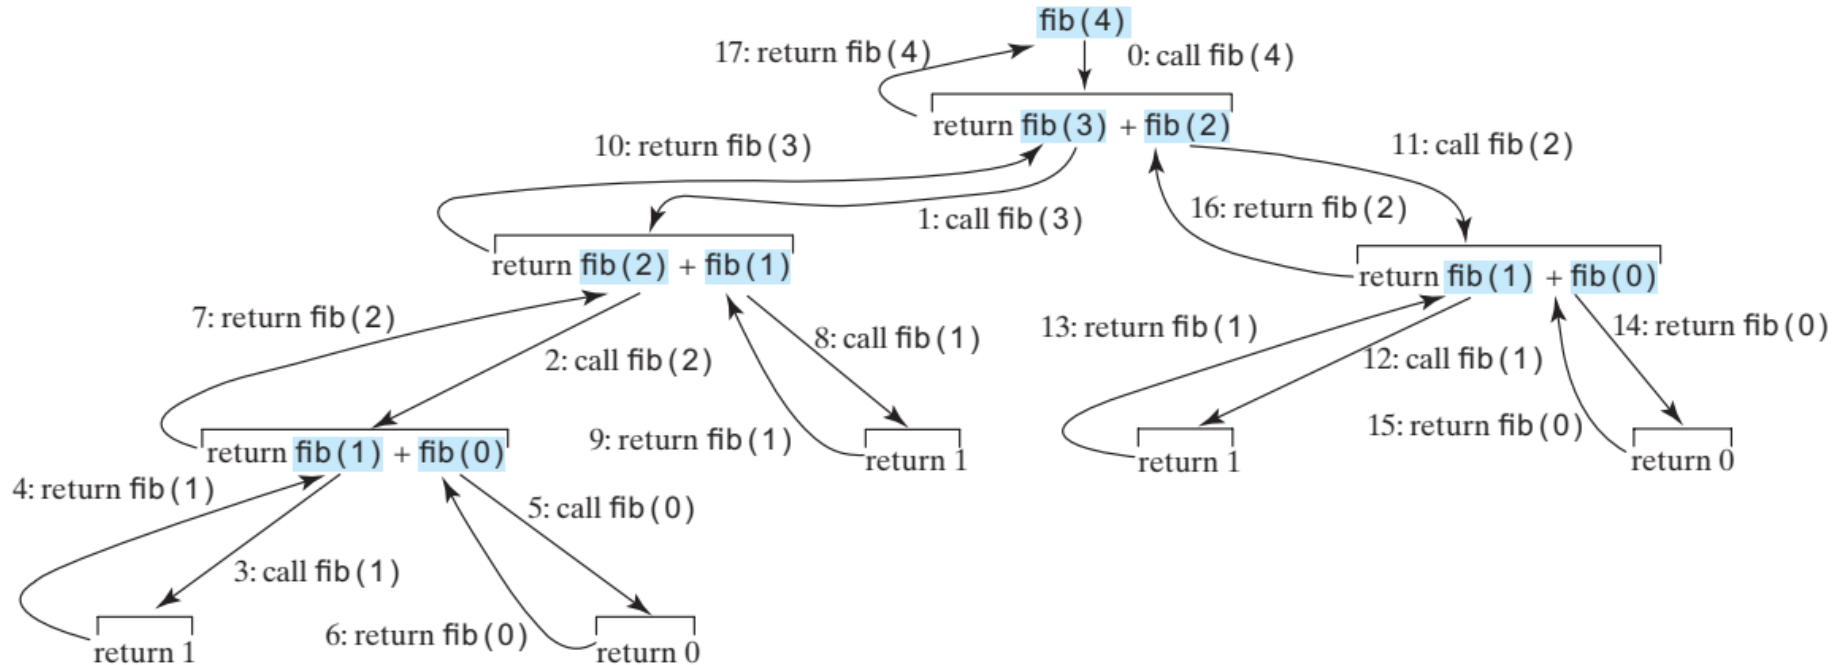 fib(4)
17: return fib(4)
0: call fib(4)
return fib(3) + fib(2)
10: return fib(3)
11: call fib(2)
1: call fib(3)
16: return fib(2)
return fib(2) + fib(1)
return fib(1) + fib(0)
7: return fib(2)
2: call fib(2)
8: call fib(1)
13: return fib(1)
12: call fib(1)
14: return fib(0)
9: return fib(1)
15: return fib(0)
return fib(1) + fib(0)
return 1
return 1
return 0
4: return fib(1)
5: call fib(0)
3: call fib(1)
6: return fib(0)
return 1
return 0